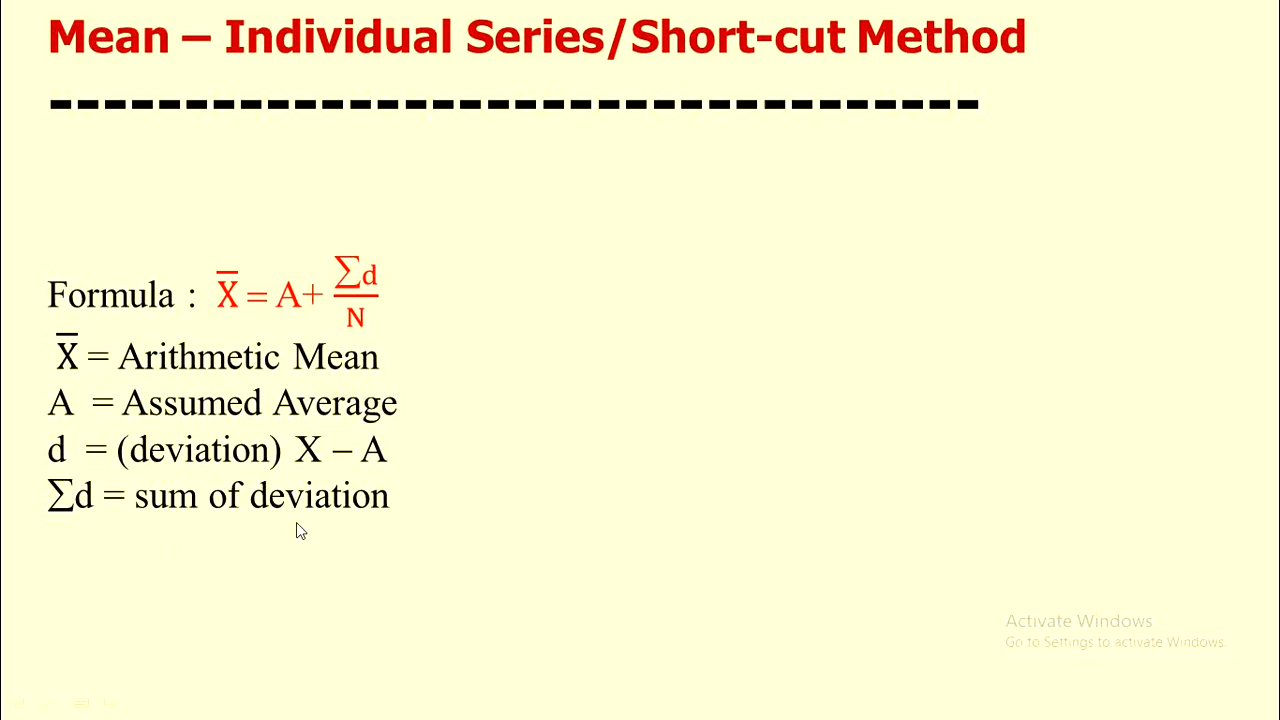 Mean – Individual Series/Short-cut Method
----------------------------------
Formula : X̅ = A+ ∑d/N
X̅ = Arithmetic Mean
A = Assumed Average
d = (deviation) X – A
∑d = sum of deviation
Activate Windows
Go to Settings to activate Windows.